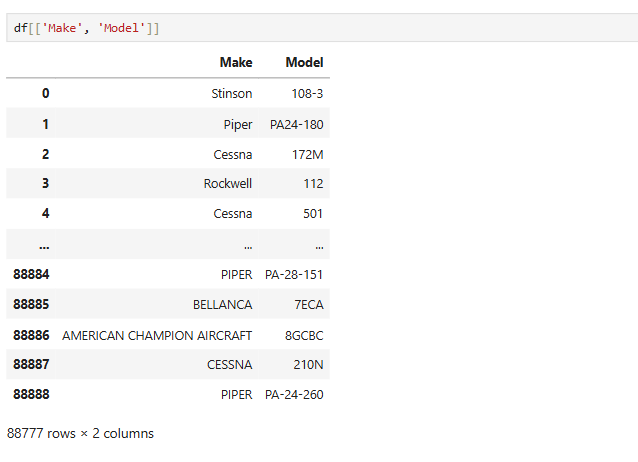 df[['Make', 'Model']]
Make Model
0 Stinson 108-3
1 Piper PA24-180
2 Cessna 172M
3 Rockwell 112
4 Cessna 501
... ... ...
88884 PIPER PA-28-151
88885 BELLANCA 7ECA
88886 AMERICAN CHAMPION AIRCRAFT 8GCBC
88887 CESSNA 210N
88888 PIPER PA-24-260
88777 rows × 2 columns